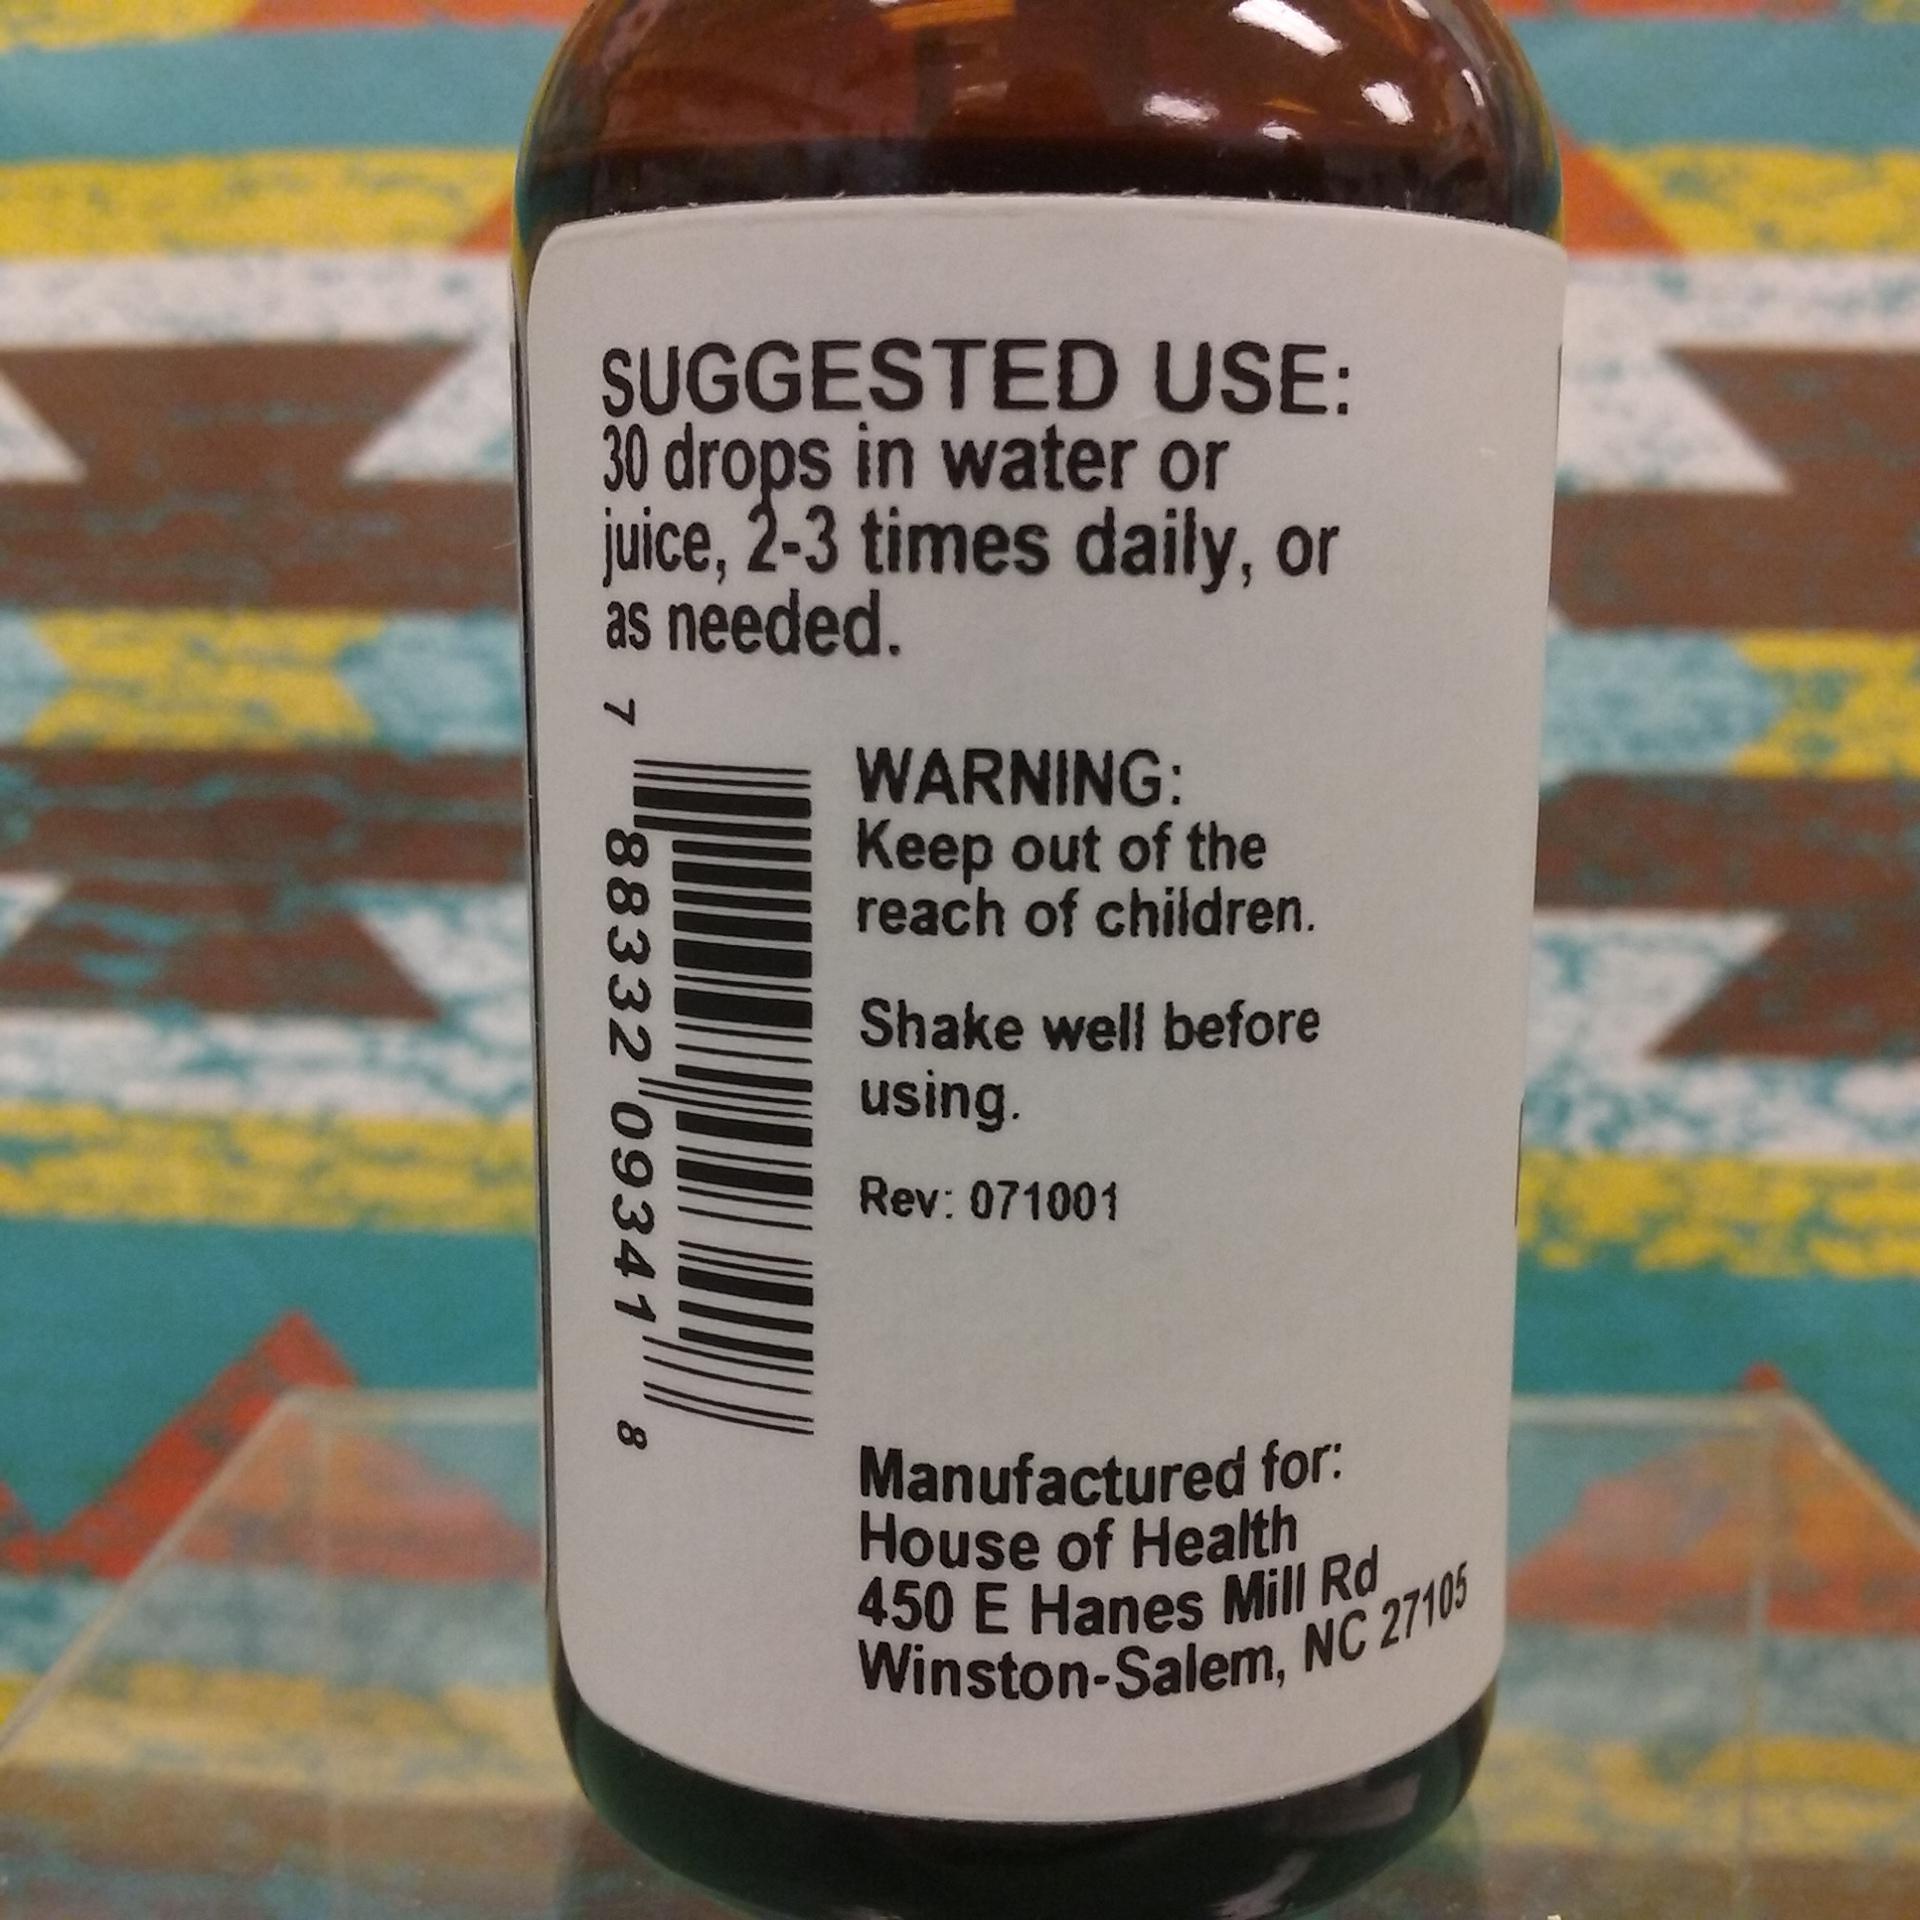 SUGGESTED USE:
30 drops in water or
juice, 2-3 times daily, or
as needed.
7 88332 09341 8
WARNING:
Keep out of the
reach of children.
Shake well before
using.
Rev: 071001
Manufactured for:
House of Health
450 E Hanes Mill Rd
Winston-Salem, NC 27105